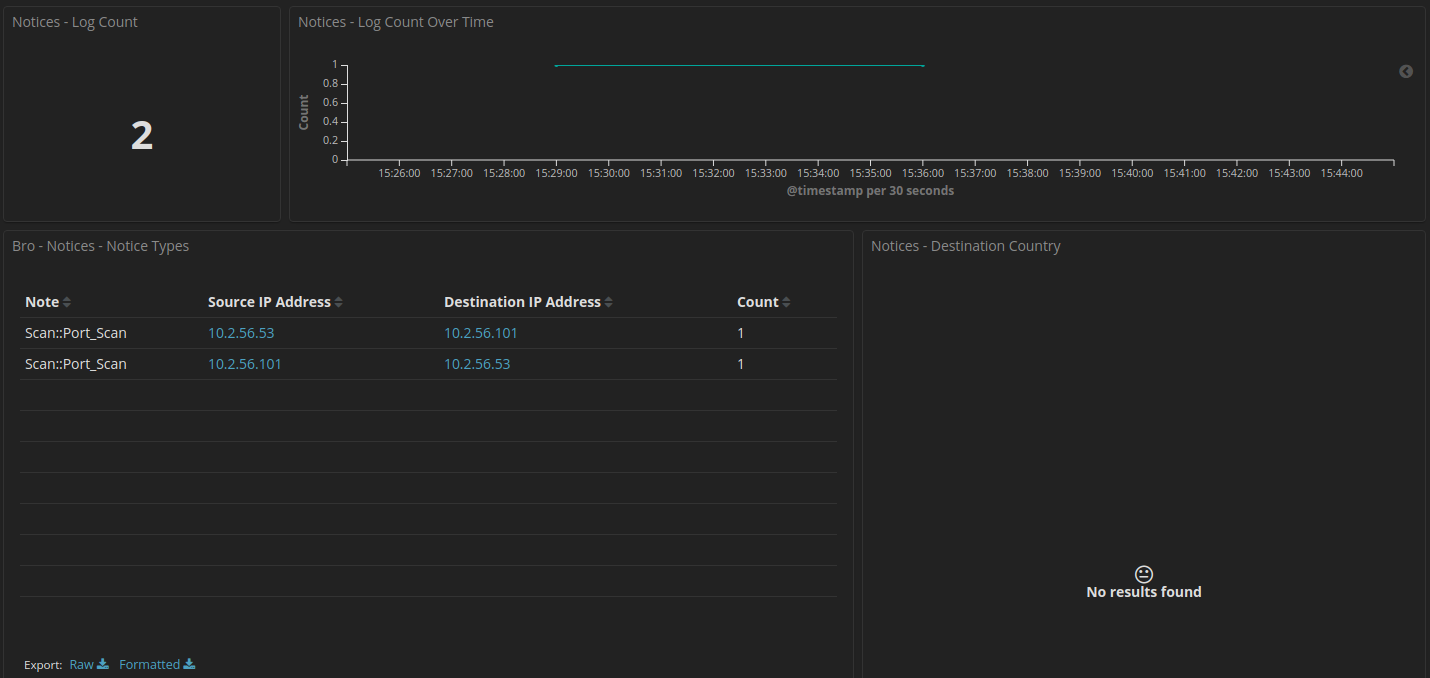 Notices - Log Count
2
Notices - Log Count Over Time
1
0.8
0.6
0.4
0.2
0
Count
15:26:00 15:27:00 15:28:00 15:29:00 15:30:00 15:31:00 15:32:00 15:33:00 15:34:00 15:35:00 15:36:00 15:37:00 15:38:00 15:39:00 15:40:00 15:41:00 15:42:00 15:43:00 15:44:00
@timestamp per 30 seconds
Bro - Notices - Notice Types
Note Source IP Address Destination IP Address Count
Scan::Port_Scan 10.2.56.53 10.2.56.101 1
Scan::Port_Scan 10.2.56.101 10.2.56.53 1
Export: Raw Formatted
Notices - Destination Country
No results found